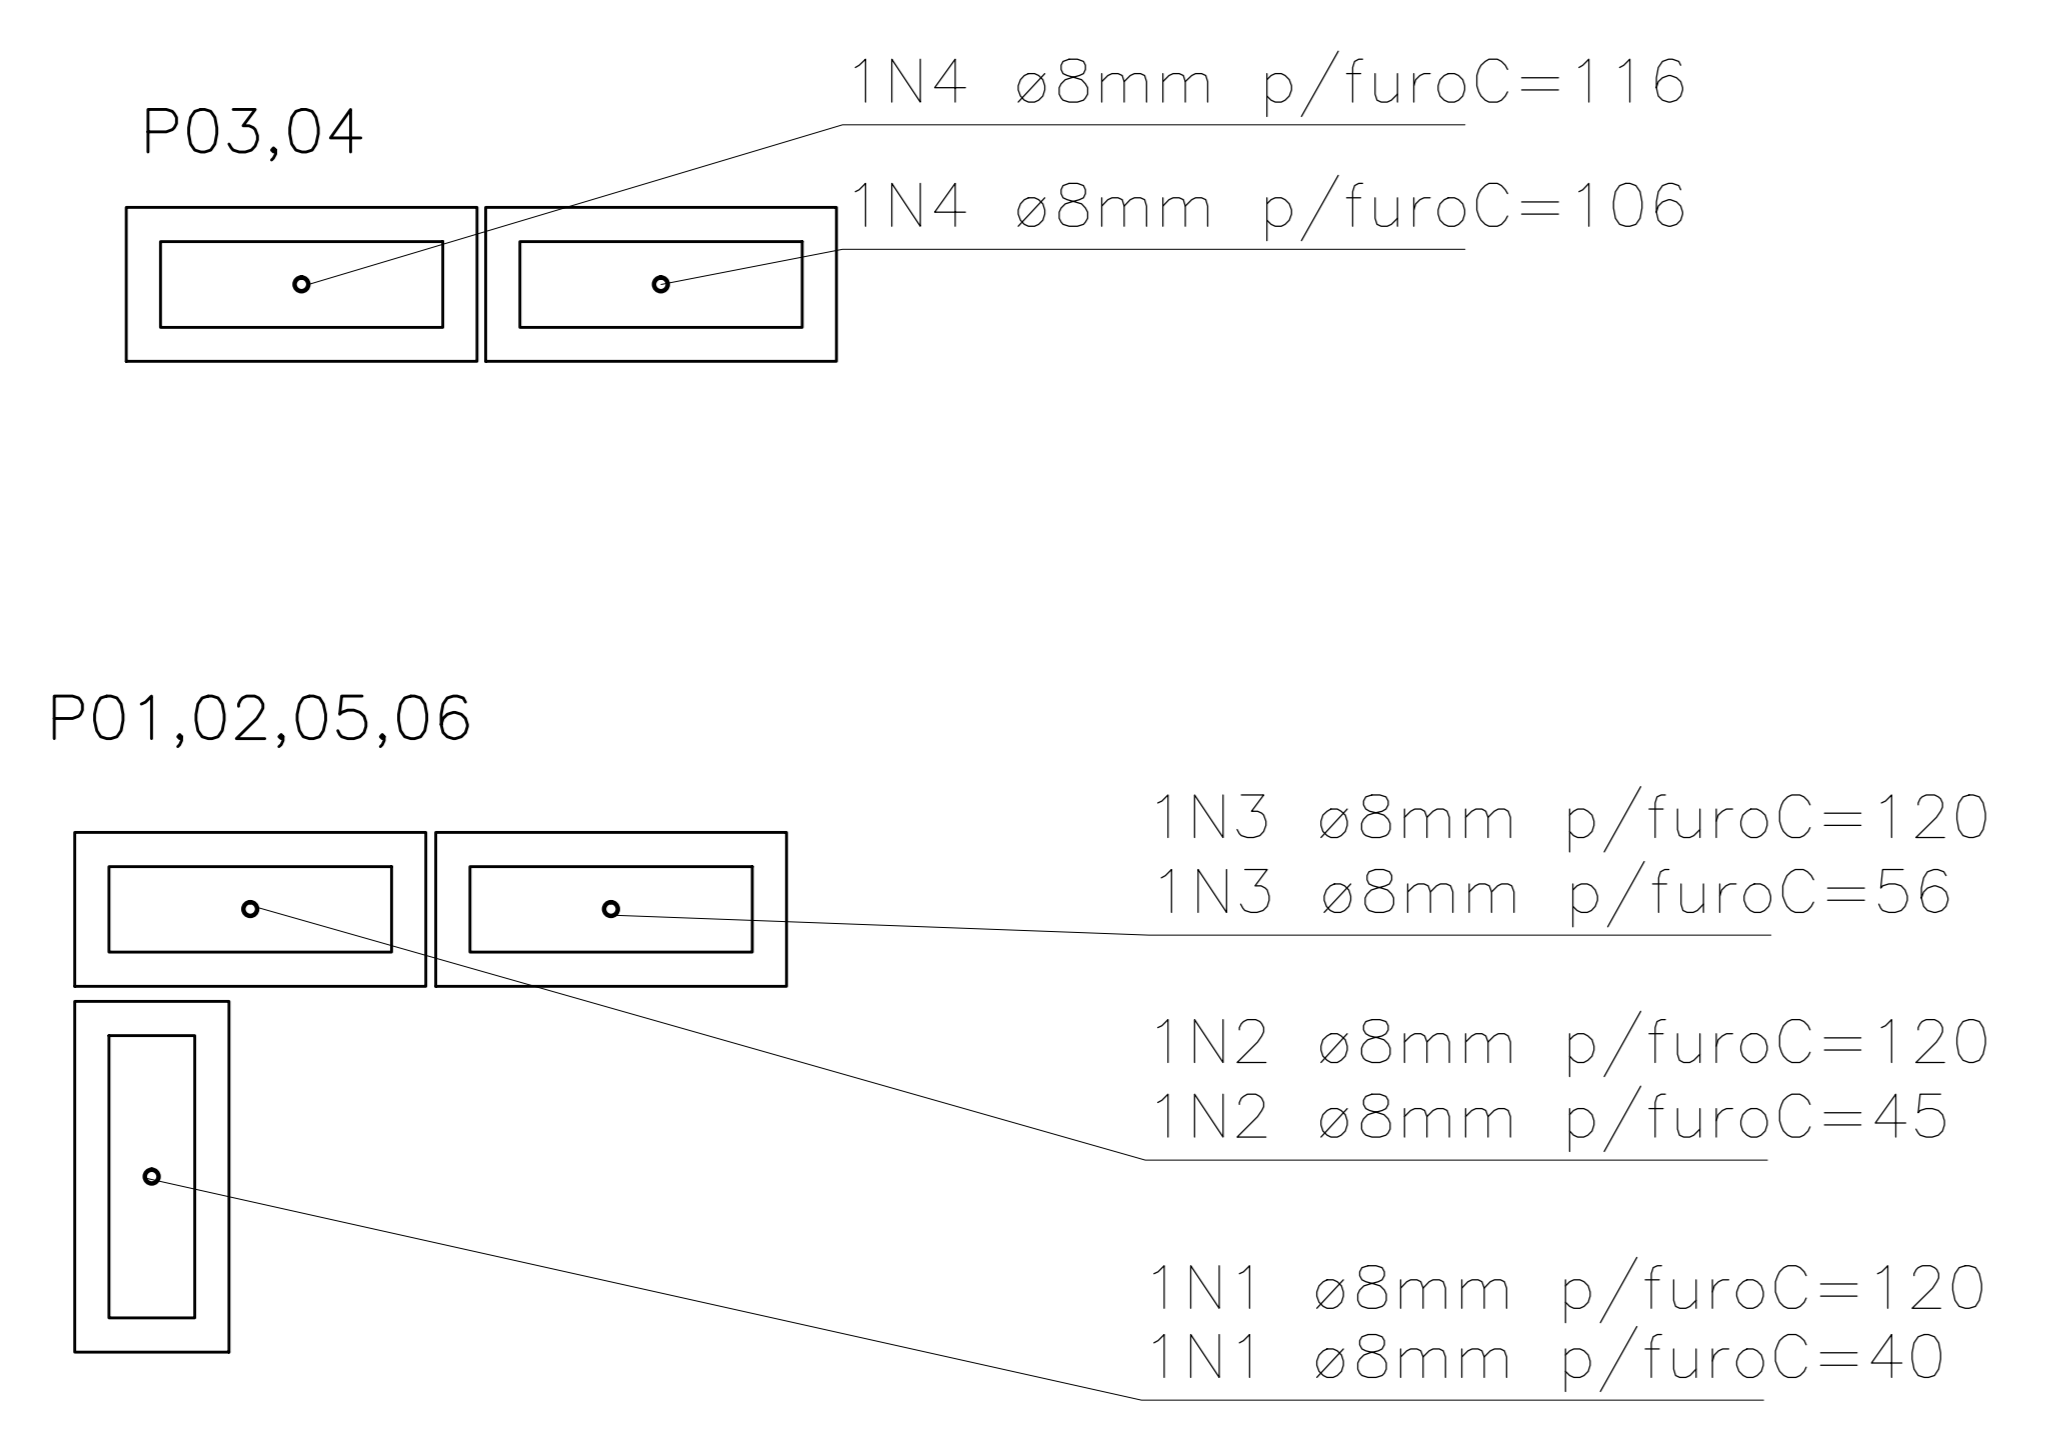 1N4 ø8mm p/furoC=116
P03,04
1N4 ø8mm p/furoC=106
P01,02,05,06
1N3 ø8mm p/furoC=120
1N3 ø8mm p/furoC=56
1N2 ø8mm p/furoC=120
1N2 ø8mm p/furoC=45
1N1 ø8mm p/furoC=120
1N1 ø8mm p/furoC=40